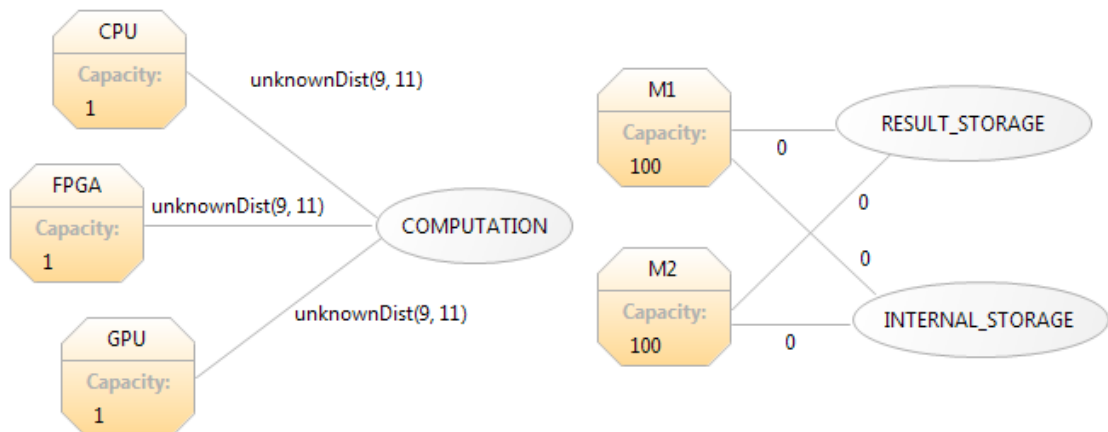 CPU
Capacity:
1
unknownDist(9, 11)
FPGA
Capacity:
1
unknownDist(9, 11)
COMPUTATION
GPU
Capacity:
1
unknownDist(9, 11)
M1
Capacity:
100
0
RESULT_STORAGE
0
M2
Capacity:
100
0
0
INTERNAL_STORAGE